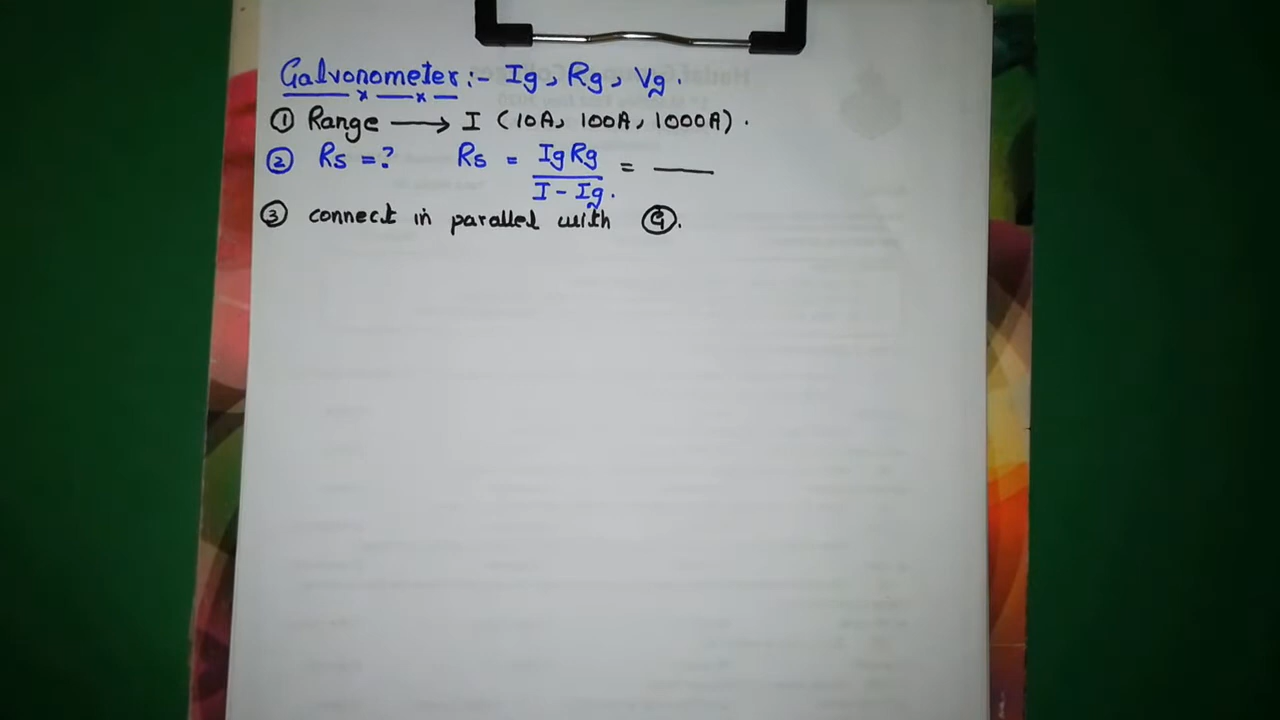 Galvonometer :- Ig, Rg, Vg.
① Range ⟶ I (10A, 100A, 1000A).
② Rs = ? Rs = IgRg / I - Ig. = ___
③ connect in parallel with Ⓖ.